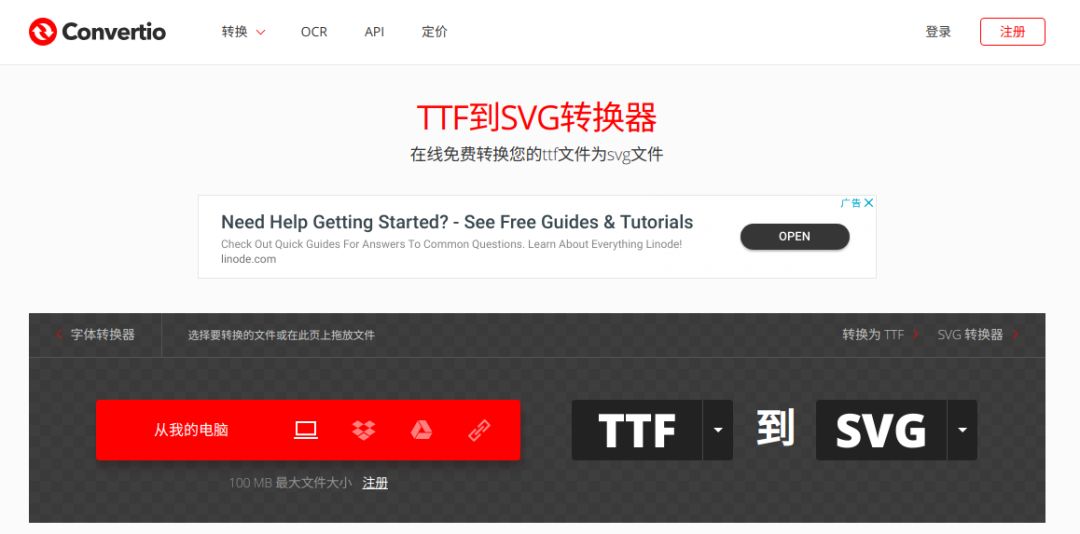 Convertio 转换 OCR API 定价 登录 注册
TTF到SVG转换器
在线免费转换您的ttf文件为svg文件
广告
Need Help Getting Started? - See Free Guides & Tutorials
Check Out Quick Guides For Answers To Common Questions. Learn About Everything Linode!
linode.com
OPEN
字体转换器 选择要转换的文件或在此页上拖放文件 转换为 TTF SVG 转换器
从我的电脑 TTF 到 SVG
100 MB 最大文件大小 注册